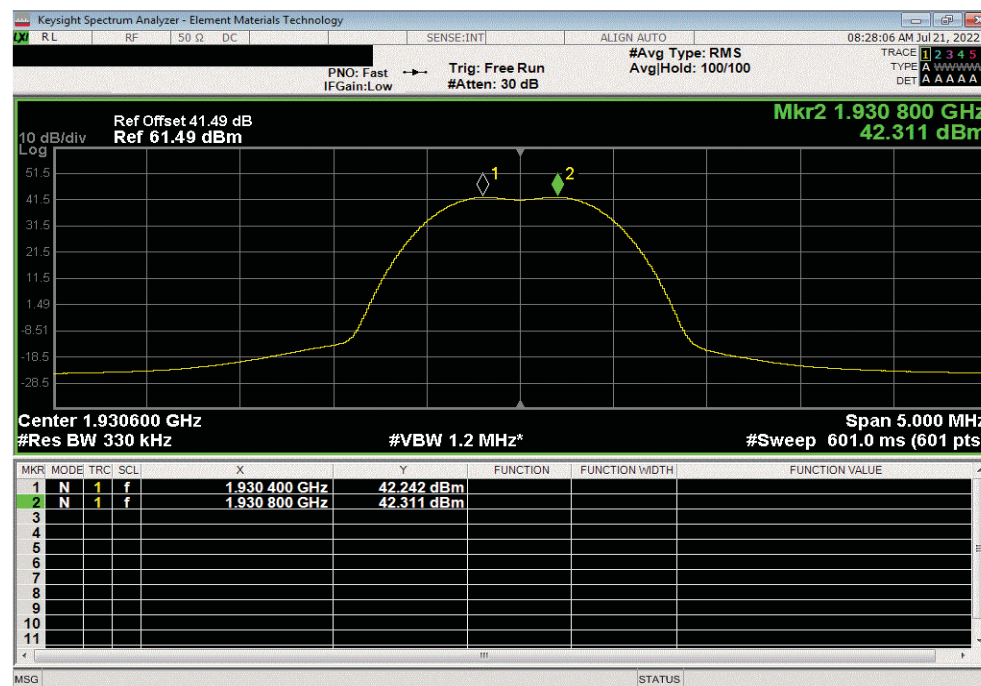 Keysight Spectrum Analyzer - Element Materials Technology
LXI RL RF 50 Ω DC SENSE:INT ALIGN AUTO 08:28:06 AM Jul 21, 2022
PNO: Fast Trig: Free Run #Avg Type: RMS TRACE 1 2 3 4 5
IFGain:Low #Atten: 30 dB Avg|Hold: 100/100 TYPE A WWWWW
DET A A A A A
Mkr2 1.930 800 GHz
42.311 dBm
Ref Offset 41.49 dB
10 dB/div Ref 61.49 dBm
Log
51.5
41.5
31.5
21.5
11.5
1.49
-8.51
-18.5
-28.5
1
2
Center 1.930600 GHz Span 5.000 MHz
#Res BW 330 kHz #VBW 1.2 MHz* #Sweep 601.0 ms (601 pts
MKR MODE TRC SCL X Y FUNCTION FUNCTION WIDTH FUNCTION VALUE
1 N 1 f 1.930 400 GHz 42.242 dBm
2 N 1 f 1.930 800 GHz 42.311 dBm
3
4
5
6
7
8
9
10
11
MSG STATUS